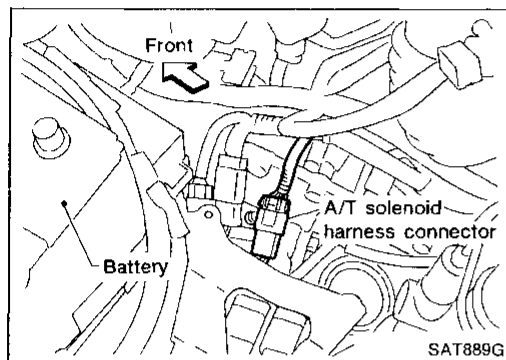 Front
A/T solenoid
harness connector
Battery
SAT889G